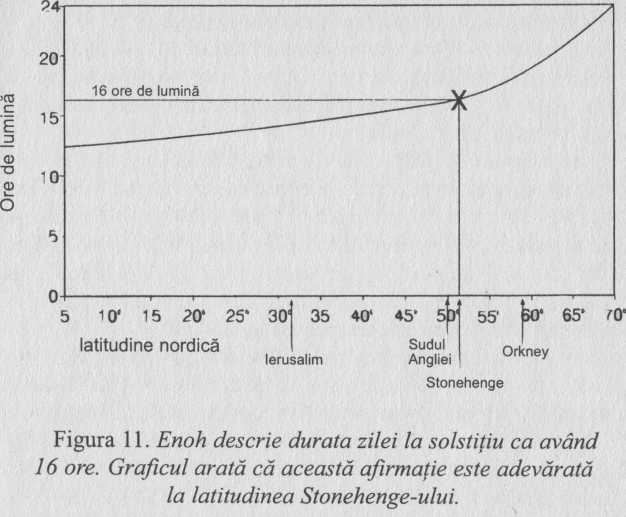 24
20
15
10
5
0
Ore de lumină
16 ore de lumină
X
5 10° 15 20° 25° 30° 35 40° 45° 50° 55° 60° 65° 70°
latitudine nordică
Ierusalim
Sudul
Angliei
Orkney
Stonehenge
Figura 11. Enoh descrie durata zilei la solstițiu ca având
16 ore. Graficul arată că această afirmație este adevărată
la latitudinea Stonehenge-ului.